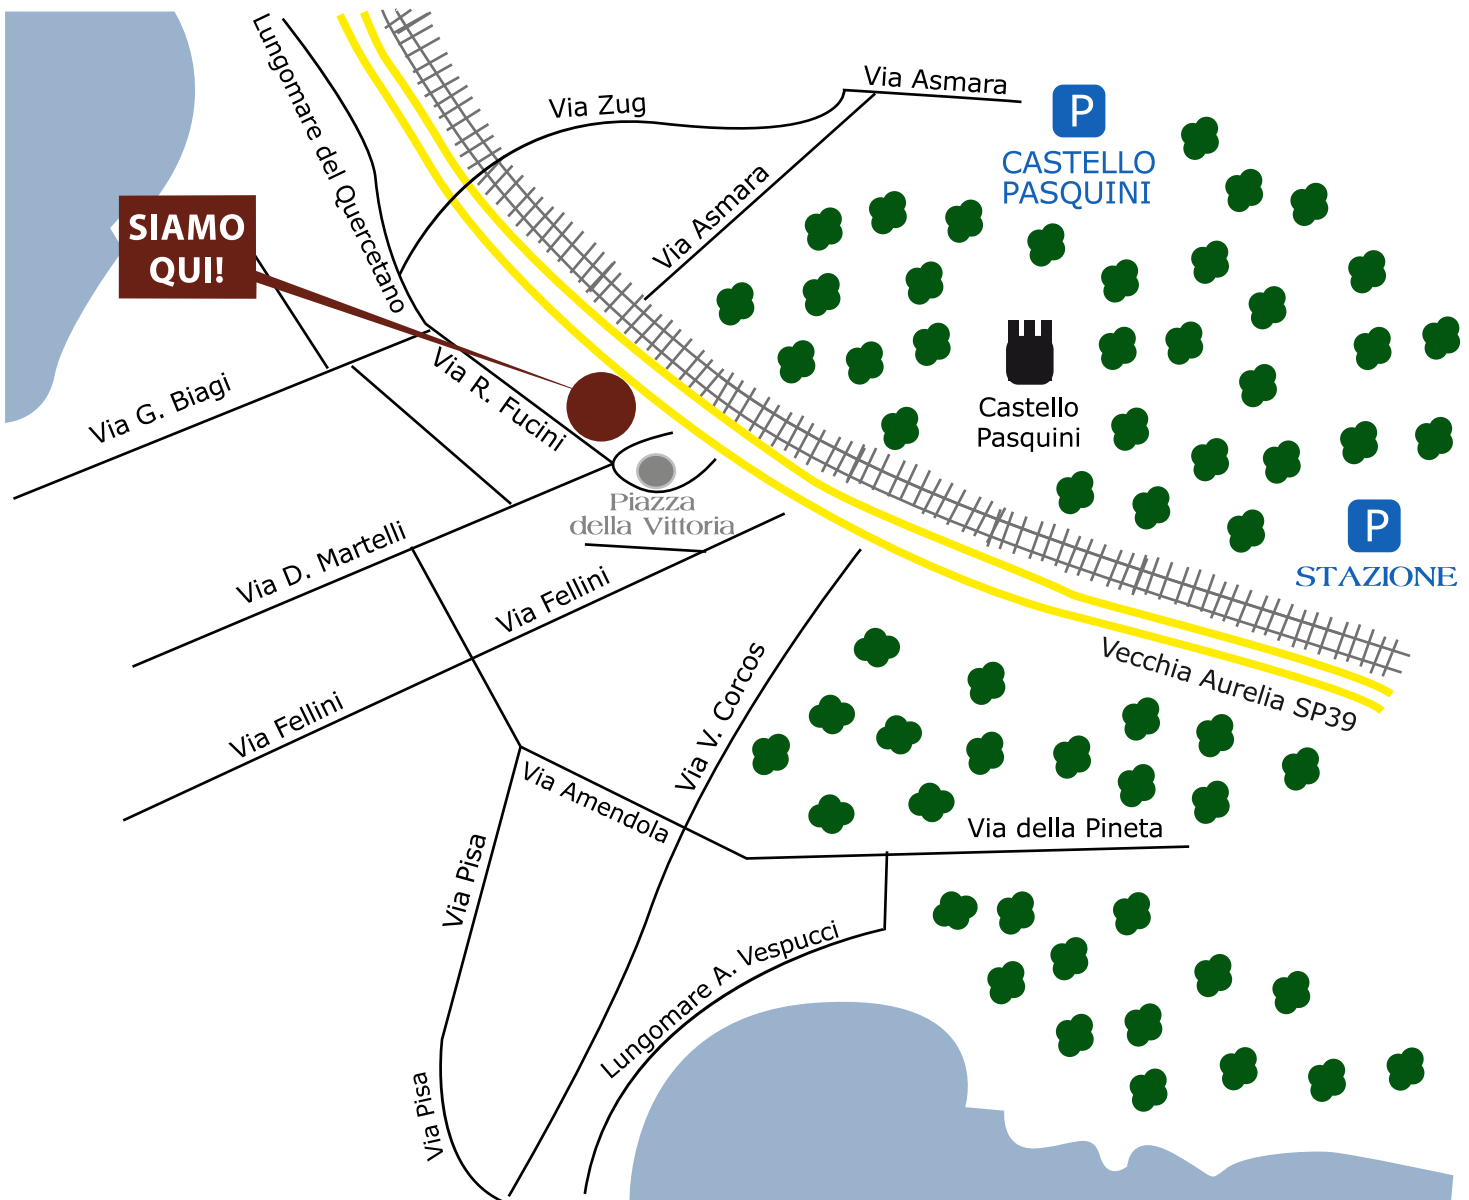 Lungomare del Quercetano
Via Zug
Via Asmara
P
CASTELLO
PASQUINI
Via Asmara
SIAMO
QUI!
Via G. Biagi
Via R. Fucini
Castello
Pasquini
Piazza
della Vittoria
P
STAZIONE
Via D. Martelli
Via Fellini
Via Fellini
Vecchia Aurelia SP39
Via V. Corcos
Via Amendola
Via della Pineta
Via Pisa
Lungomare A. Vespucci
Via Pisa